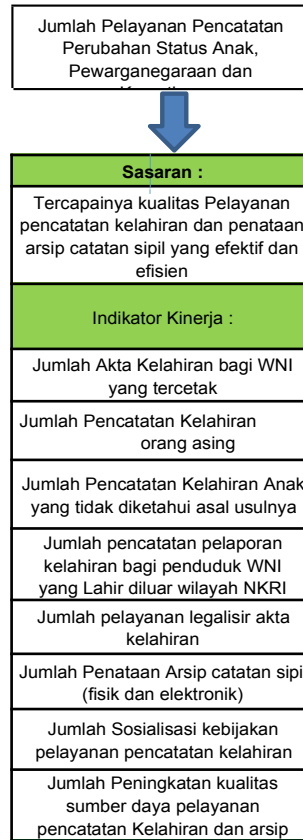 Jumlah Pelayanan Pencatatan
Perubahan Status Anak,
Pewarganegaraan dan
Sasaran :
Tercapainya kualitas Pelayanan
pencatatan kelahiran dan penataan
arsip catatan sipil yang efektif dan
efisien
Indikator Kinerja :
Jumlah Akta Kelahiran bagi WNI
yang tercetak
Jumlah Pencatatan Kelahiran
orang asing
Jumlah Pencatatan Kelahiran Anak
yang tidak diketahui asal usulnya
Jumlah pencatatan pelaporan
kelahiran bagi penduduk WNI
yang Lahir diluar wilayah NKRI
Jumlah pelayanan legalisir akta
kelahiran
Jumlah Penataan Arsip catatan sipi
(fisik dan elektronik)
Jumlah Sosialisasi kebijakan
pelayanan pencatatan kelahiran
Jumlah Peningkatan kualitas
sumber daya pelayanan
pencatatan Kelahiran dan arsip